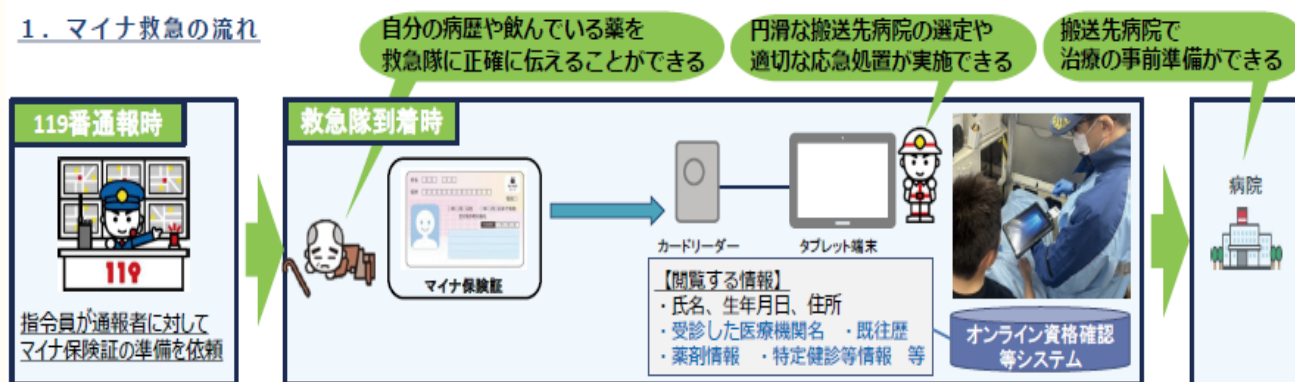 1．マイナ救急の流れ
自分の病歴や飲んでいる薬を
救急隊に正確に伝えることができる
円滑な搬送先病院の選定や
適切な応急処置が実施できる
搬送先病院で
治療の事前準備ができる
119番通報時
119
指令員が通報者に対して
マイナ保険証の準備を依頼
救急隊到着時
マイナ保険証
カードリーダー
タブレット端末
【閲覧する情報】
・氏名、生年月日、住所
・受診した医療機関名　・既往歴
・薬剤情報　・特定健診等情報　等
オンライン資格確認
等システム
病院